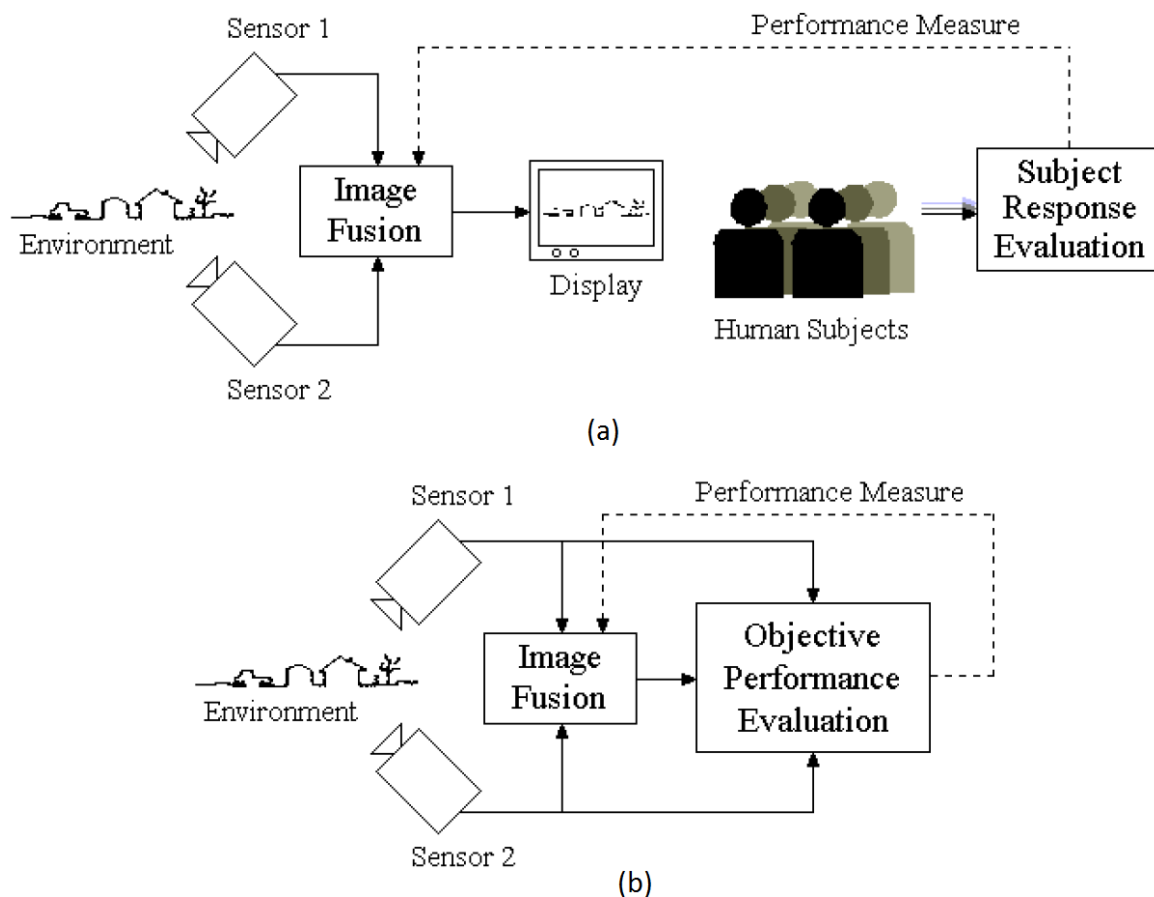 Performance Measure
Sensor 1
Image
Fusion
Subject
Response
Evaluation
Environment
Display
Human Subjects
Sensor 2
(a)
Performance Measure
Sensor 1
Objective
Performance
Evaluation
Image
Fusion
Environment
Sensor 2
(b)